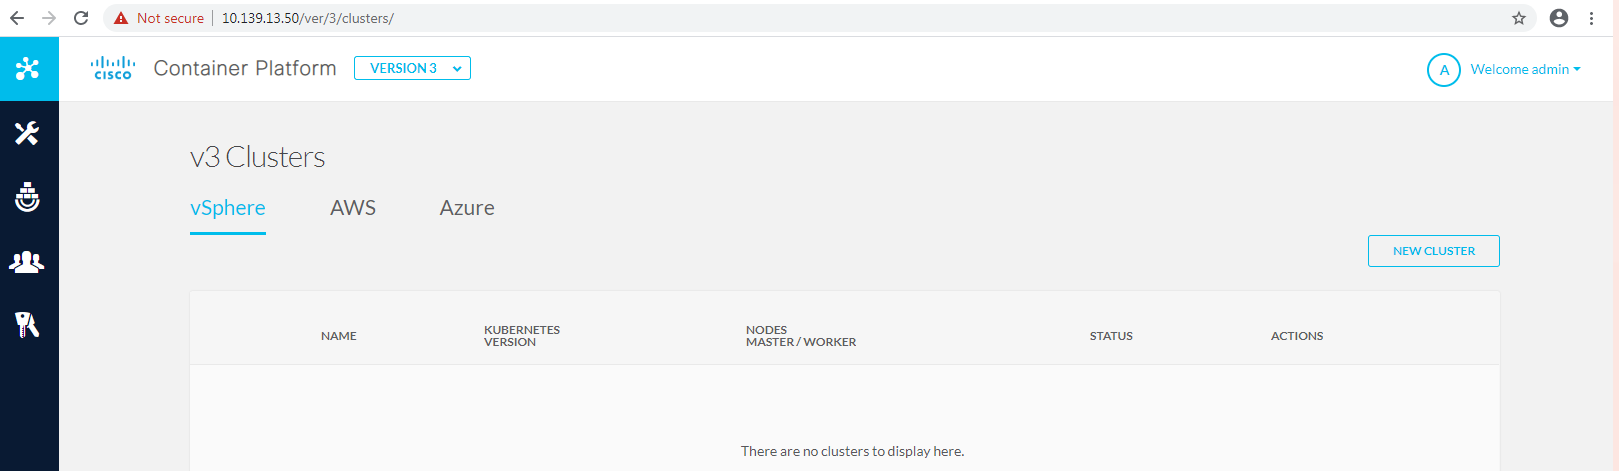 Not secure | 10.139.13.50/ver/3/clusters/
CISCO Container Platform VERSION 3
A Welcome admin
v3 Clusters
vSphere AWS Azure
NEW CLUSTER
NAME
KUBERNETES
VERSION
NODES
MASTER / WORKER
STATUS
ACTIONS
There are no clusters to display here.